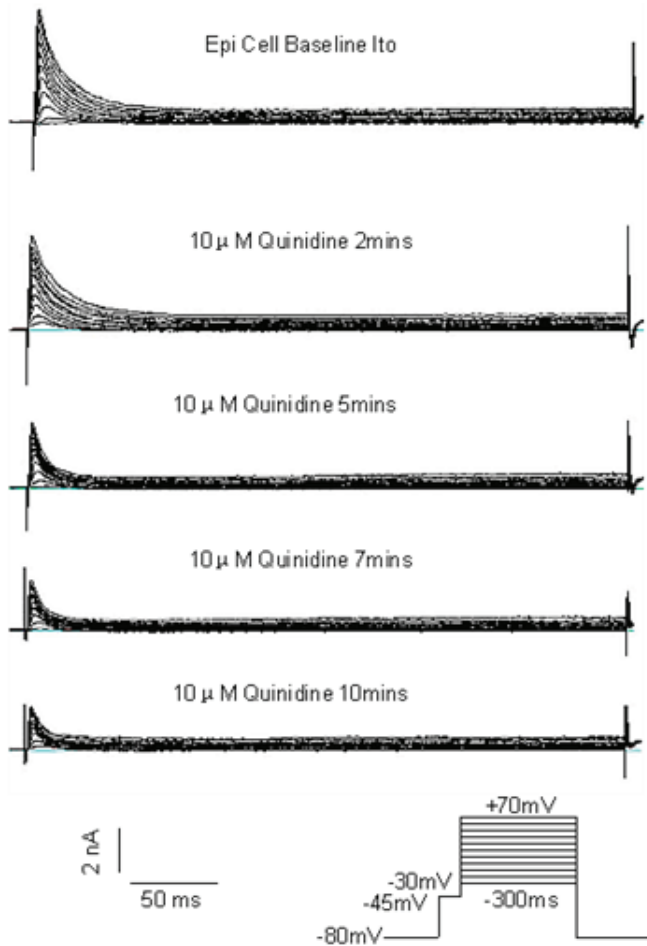 Epi Cell Baseline Ito
10 μ M Quinidine 2mins
10 μ M Quinidine 5mins
10 μ M Quinidine 7mins
10 μ M Quinidine 10mins
2 nA
50 ms
+70mV
-30mV
-45mV
-300ms
-80mV